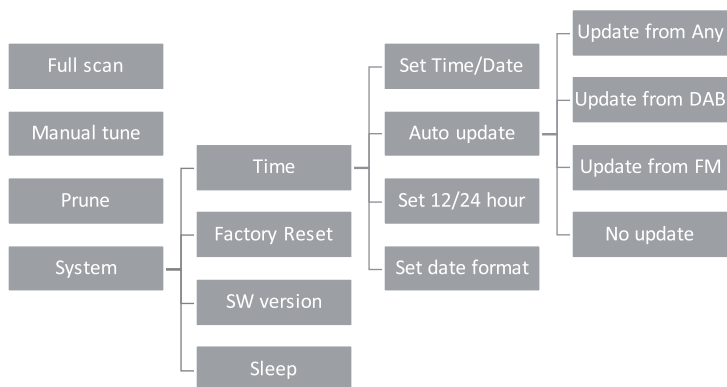 Full scan
Manual tune
Prune
System
Time
Factory Reset
SW version
Sleep
Set Time/Date
Auto update
Set 12/24 hour
Set date format
Update from Any
Update from DAB
Update from FM
No update